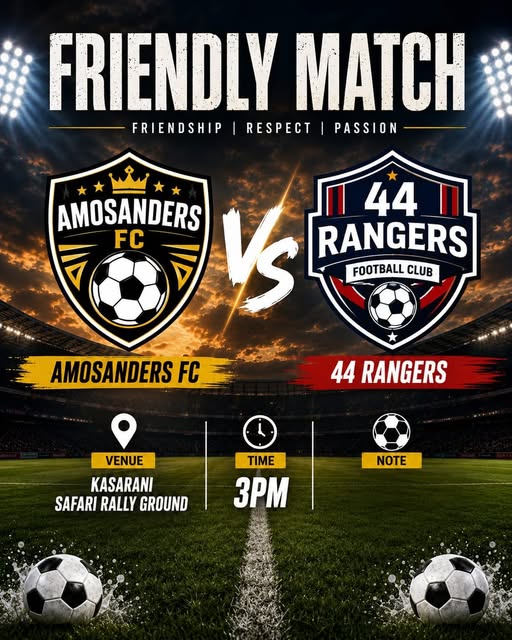 FRIENDLY MATCH
FRIENDSHIP | RESPECT | PASSION
AMOSANDERS
FC
VS
44
RANGERS
FOOTBALL CLUB
AMOSANDERS FC
44 RANGERS
VENUE
KASARANI
SAFARI RALLY GROUND
TIME
3PM
NOTE